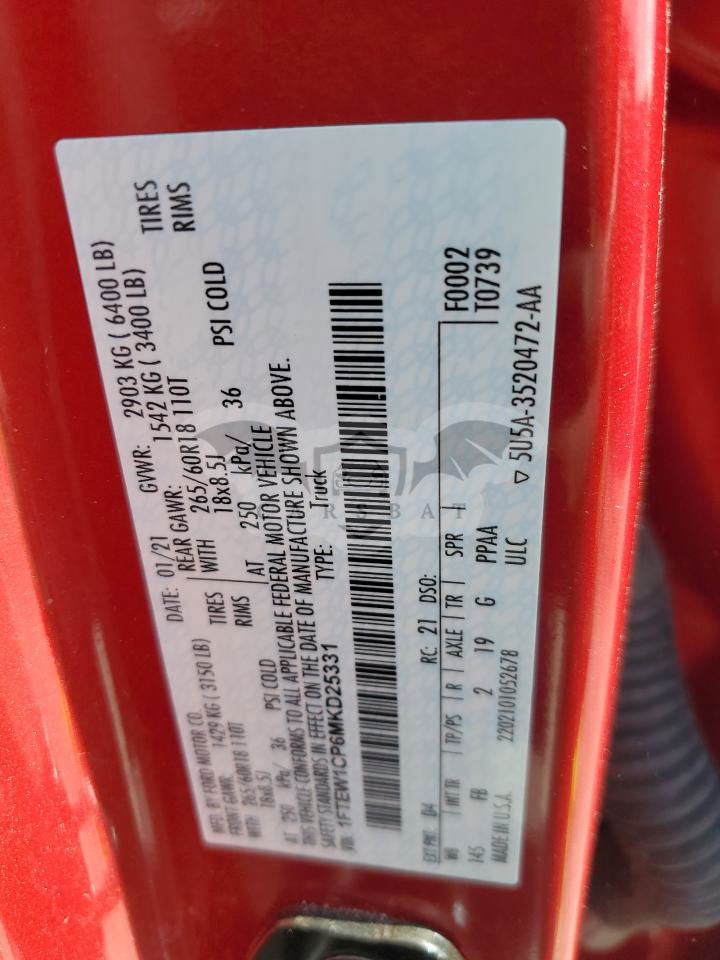 MFD. BY FORD MOTOR CO. DATE: 01/21 GVWR: 2903 KG ( 6400 LB)
FRONT GAWR: 1429 KG ( 3150 LB) REAR GAWR: 1542 KG ( 3400 LB)
WITH 265/60R18 110T TIRES WITH 265/60R18 110T TIRES
18x8.5J RIMS 18x8.5J RIMS
AT 250 kPa/ 36 PSI COLD AT 250 kPa/ 36 PSI COLD
THIS VEHICLE CONFORMS TO ALL APPLICABLE FEDERAL MOTOR VEHICLE
SAFETY STANDARDS IN EFFECT ON THE DATE OF MANUFACTURE SHOWN ABOVE.
VIN: 1FTEW1CP6MKD25331 TYPE: Truck
F0002
T0739
EXT PNT: D4 RC: 21 DSO:
WB INT TR TP/PS R AXLE TR SPR
145 FB 2 19 G PPAA
MADE IN U.S.A. 2202101052678 ULC
▽ 5U5A-3520472-AA